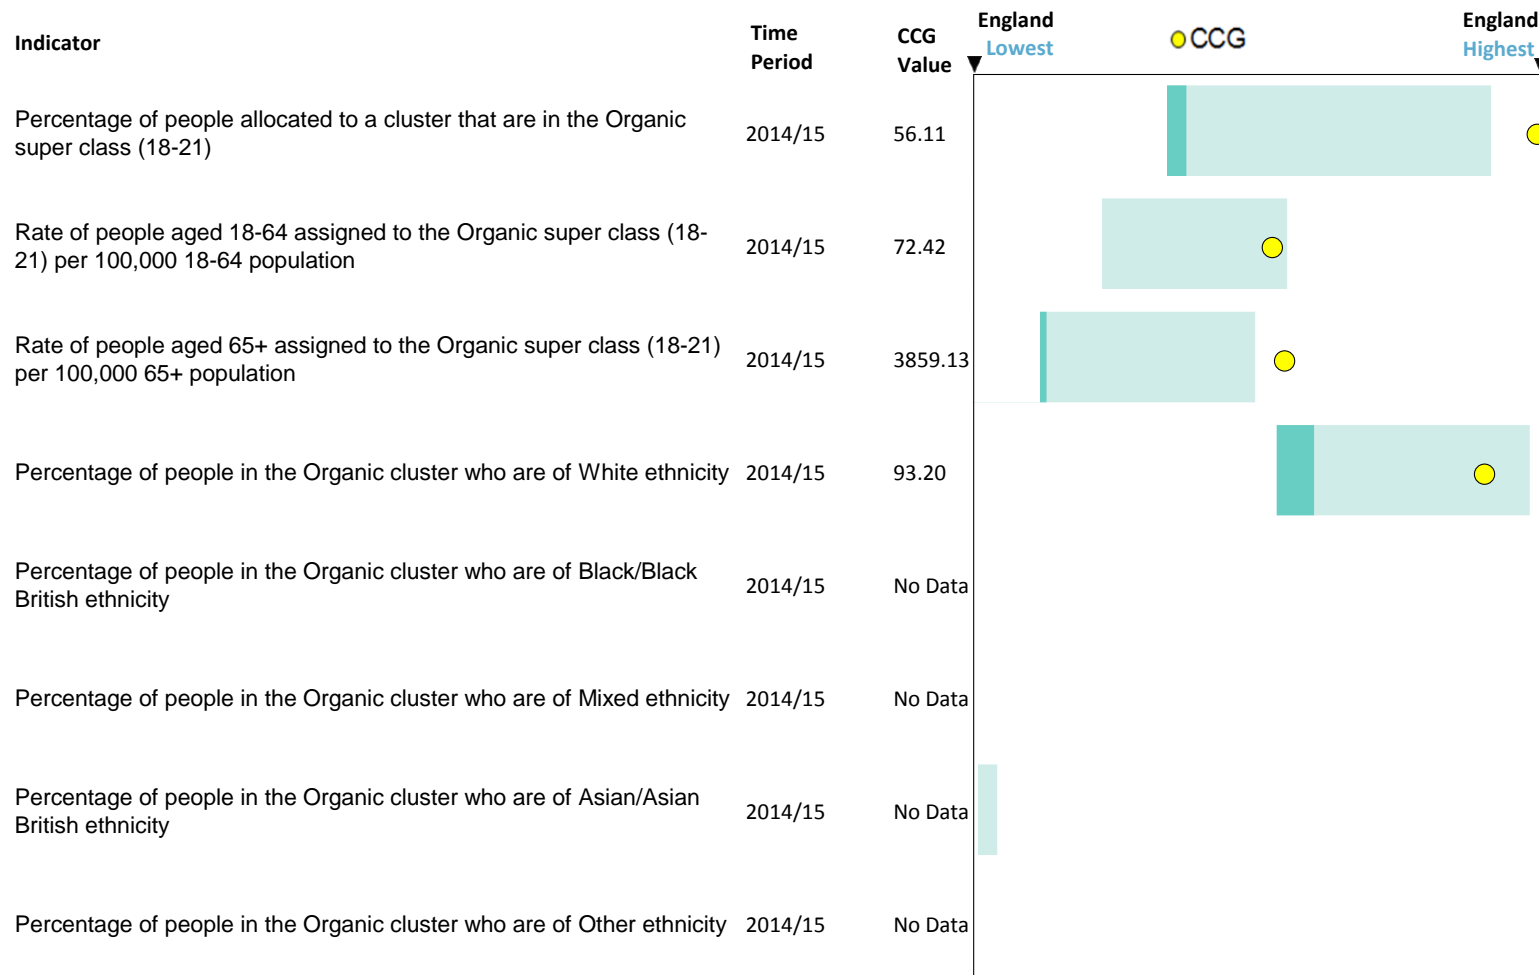 Indicator
Time
Period
CCG
Value
England
Lowest
CCG
England
Highest
Percentage of people allocated to a cluster that are in the Organic
super class (18-21)
2014/15
56.11
Rate of people aged 18-64 assigned to the Organic super class (18-
21) per 100,000 18-64 population
2014/15
72.42
Rate of people aged 65+ assigned to the Organic super class (18-21)
per 100,000 65+ population
2014/15
3859.13
Percentage of people in the Organic cluster who are of White ethnicity
2014/15
93.20
Percentage of people in the Organic cluster who are of Black/Black
British ethnicity
2014/15
No Data
Percentage of people in the Organic cluster who are of Mixed ethnicity
2014/15
No Data
Percentage of people in the Organic cluster who are of Asian/Asian
British ethnicity
2014/15
No Data
Percentage of people in the Organic cluster who are of Other ethnicity
2014/15
No Data